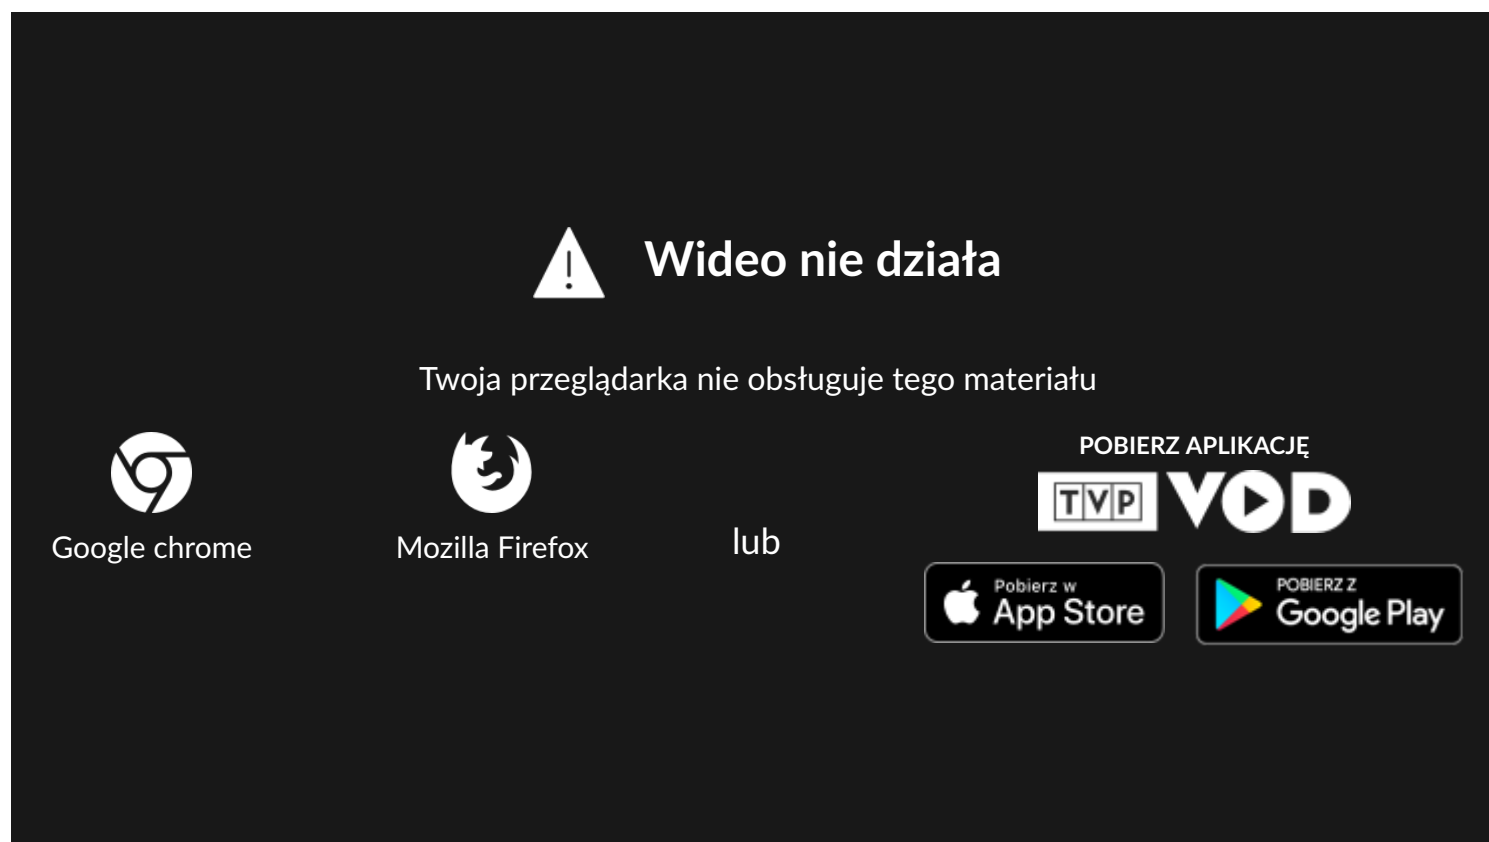 Wideo nie działa
Twoja przeglądarka nie obsługuje tego materiału
Google chrome
Mozilla Firefox
lub
POBIERZ APLIKACJĘ
TVP VOD
Pobierz w
App Store
POBIERZ Z
Google Play